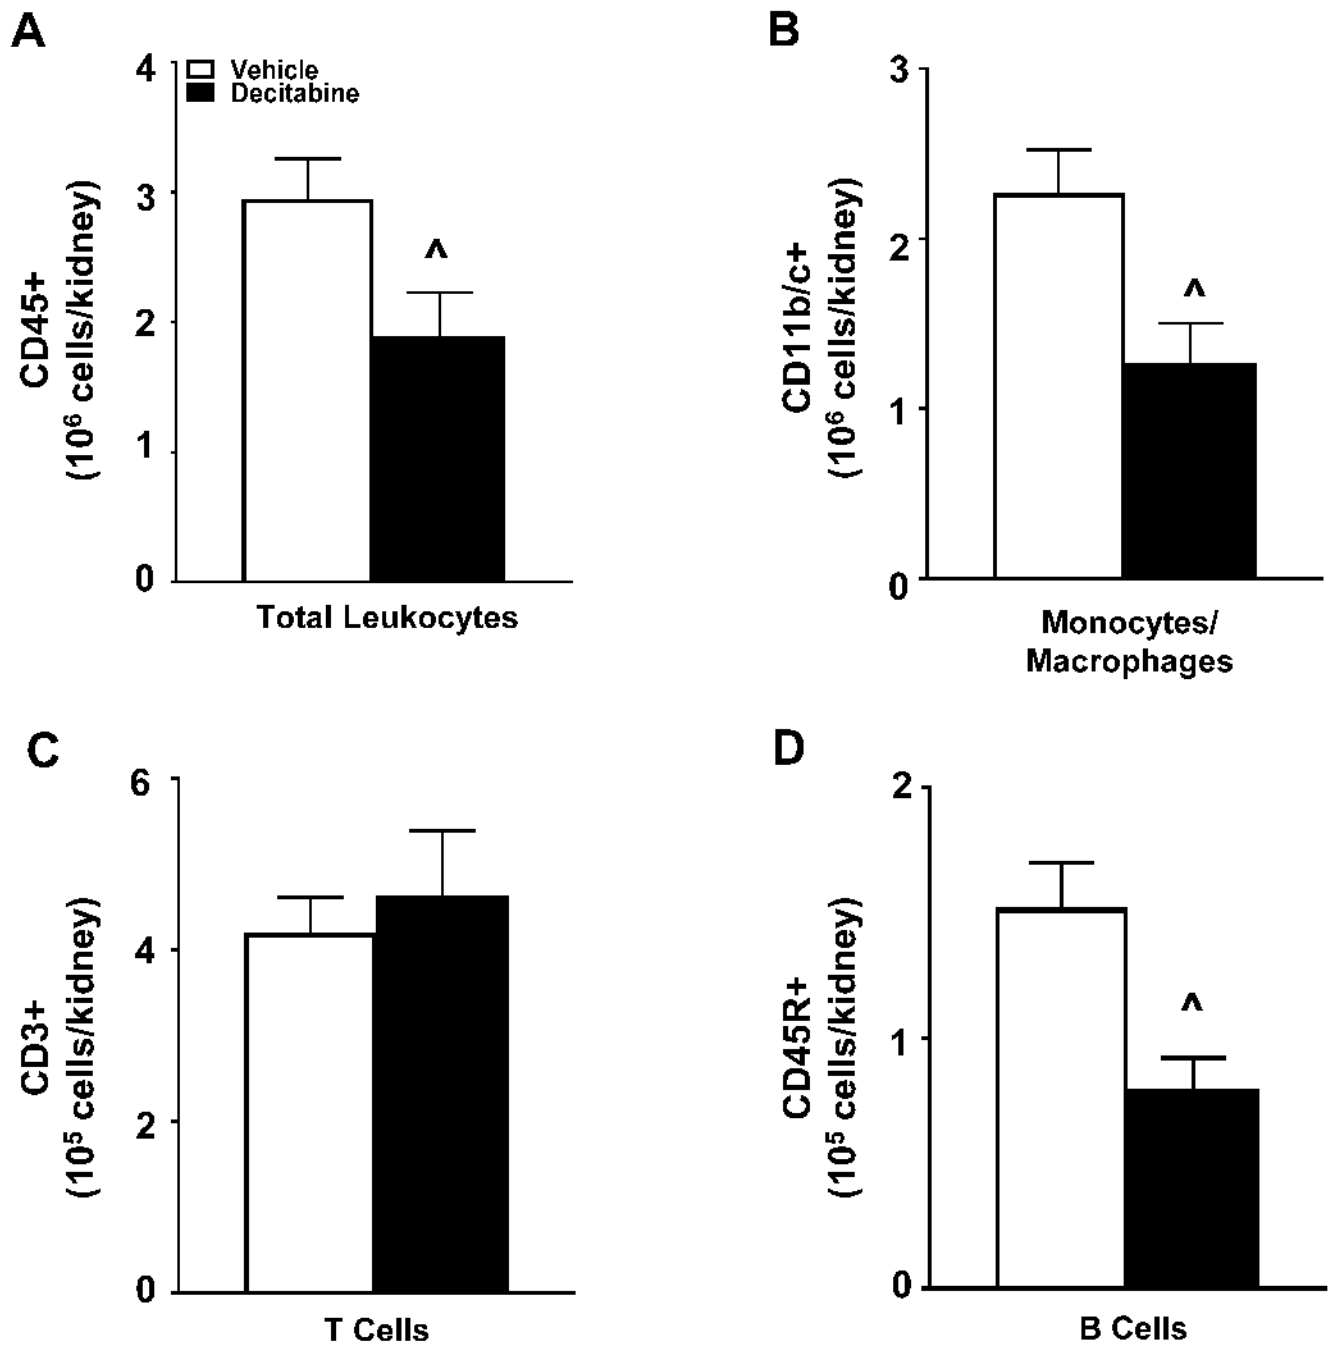 A
4
3
2
1
0
Vehicle
Decitabine
^
CD45+
(10⁶ cells/kidney)
Total Leukocytes
B
3
2
1
0
^
CD11b/c+
(10⁶ cells/kidney)
Monocytes/
Macrophages
C
6
4
2
0
CD3+
(10⁵ cells/kidney)
T Cells
D
2
1
0
^
CD45R+
(10⁵ cells/kidney)
B Cells